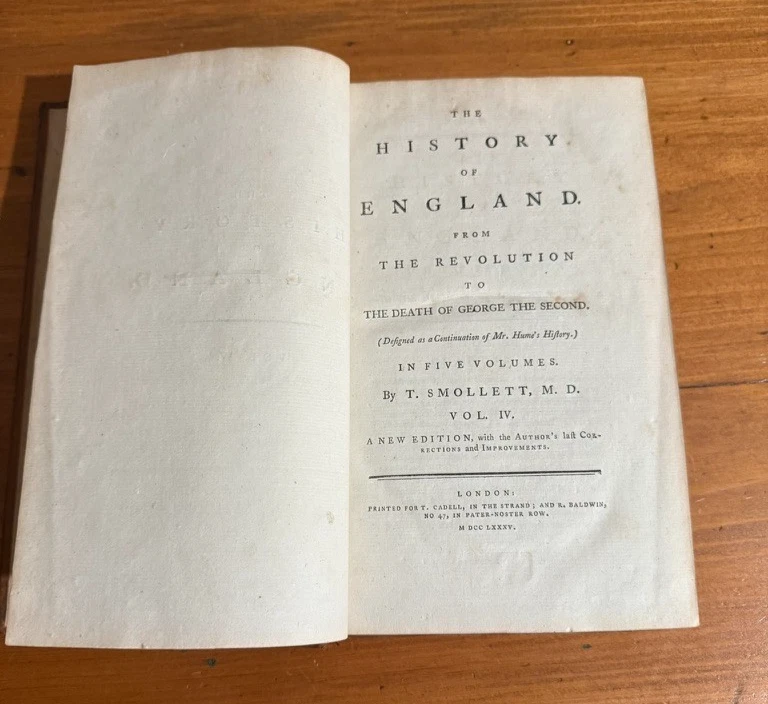 THE
HISTORY
OF
ENGLAND.
FROM
THE REVOLUTION
TO
THE DEATH OF GEORGE THE SECOND.
(Deſigned as a Continuation of Mr. Hume's Hiſtory.)
IN FIVE VOLUMES.
By T. SMOLLETT, M. D.
VOL. IV.
A NEW EDITION, with the AUTHOR'S laſt COR-
RECTIONS and IMPROVEMENTS.
LONDON:
PRINTED FOR T. CADELL, IN THE STRAND; AND R. BALDWIN,
NO 47, IN PATER-NOSTER ROW.
M DCC LXXXV.